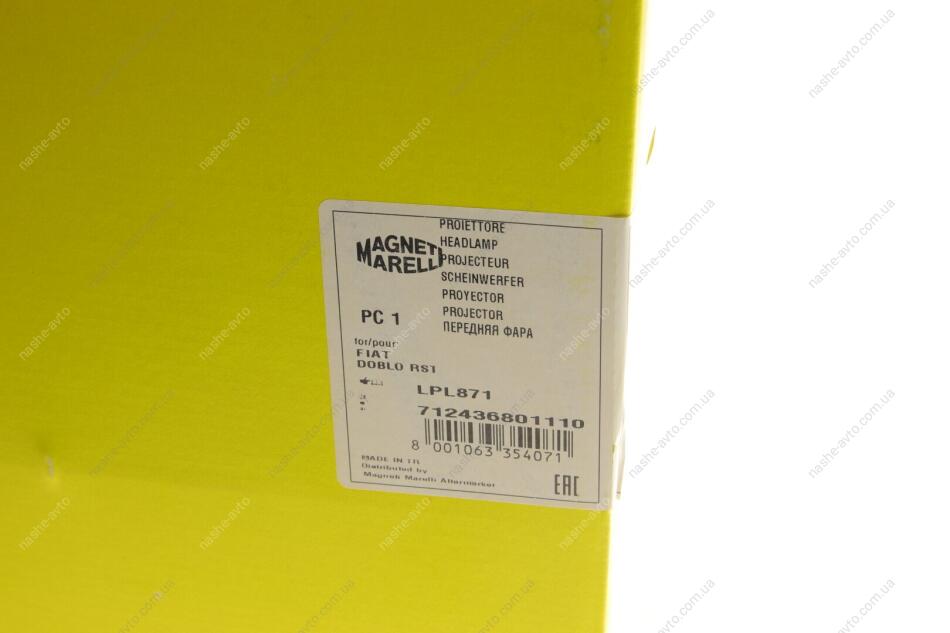 PROIETTORE
HEADLAMP
PROJECTEUR
SCHEINWERFER
PROYECTOR
PROJECTOR
ПЕРЕДНЯЯ ФАРА
MAGNETI
MARELLI
PC 1
for/pour
FIAT
DOBLO RST
LPL871
712436801110
8 001063 354071
MADE IN TR
Distributed by
Magneti Marelli Aftermarket
EAC
nashe-avto.com.ua